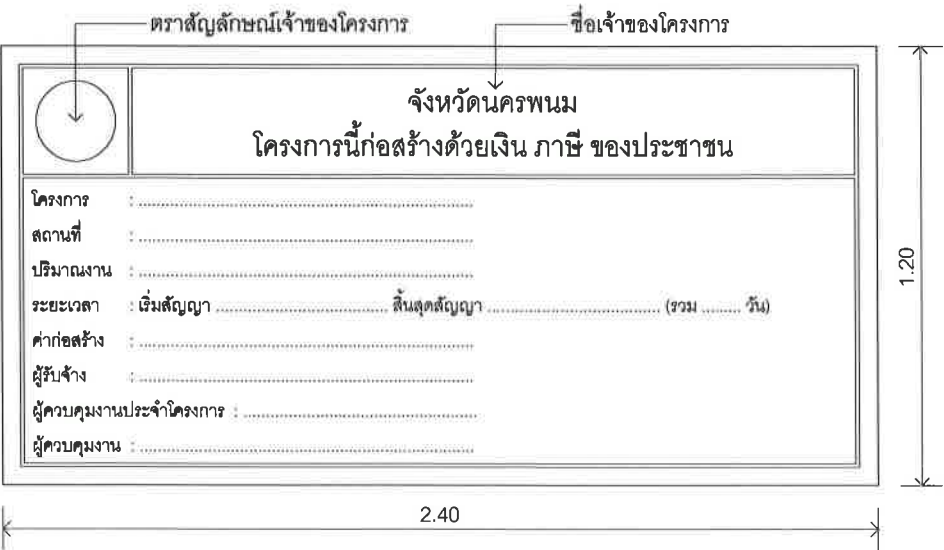 ตราสัญลักษณ์เจ้าของโครงการ ชื่อเจ้าของโครงการ
จังหวัดนครพนม
โครงการนี้ก่อสร้างด้วยเงิน ภาษี ของประชาชน
โครงการ : ................................................................
สถานที่ : ................................................................
ปริมาณงาน : ................................................................
ระยะเวลา : เริ่มสัญญา ................................. สิ้นสุดสัญญา ................................. (รวม ......... วัน)
ค่าก่อสร้าง : ................................................................
ผู้รับจ้าง : ................................................................
ผู้ควบคุมงานประจำโครงการ : .............................................
ผู้ควบคุมงาน : ................................................................
1.20
2.40